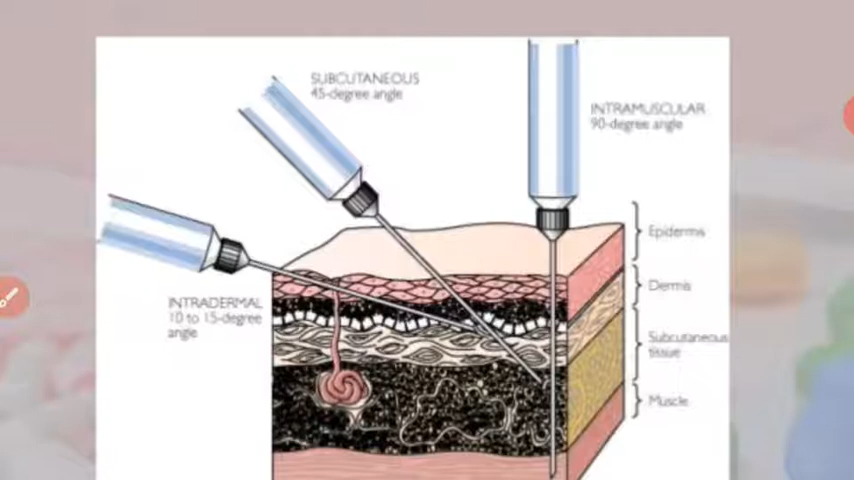 SUBCUTANEOUS
45-degree angle
INTRAMUSCULAR
90-degree angle
INTRADERMAL
10 to 15-degree
angle
Epidermis
Dermis
Subcutaneous
tissue
Muscle